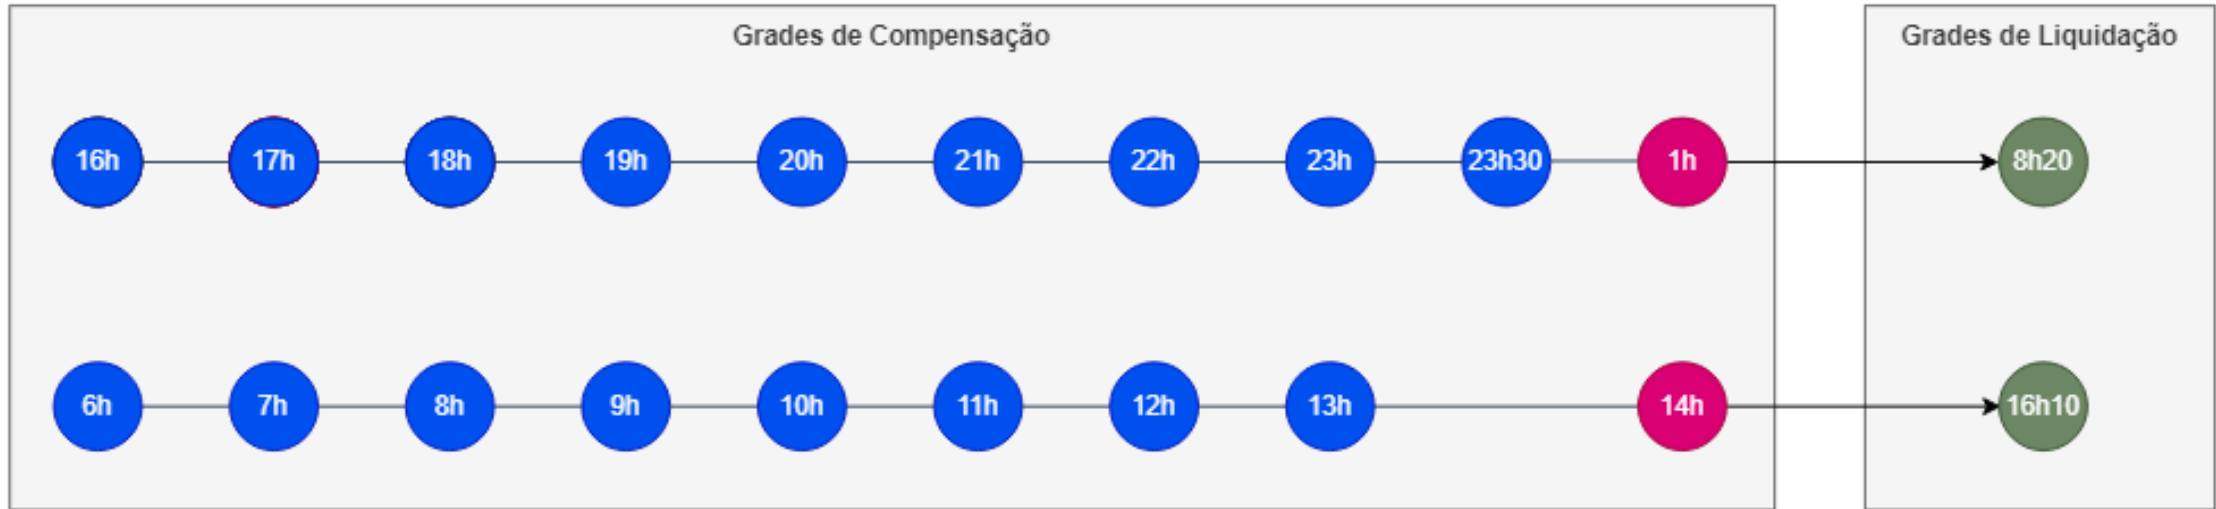 Grades de Compensação
Grades de Liquidação
16h 17h 18h 19h 20h 21h 22h 23h 23h30 1h 8h20
6h 7h 8h 9h 10h 11h 12h 13h 14h 16h10